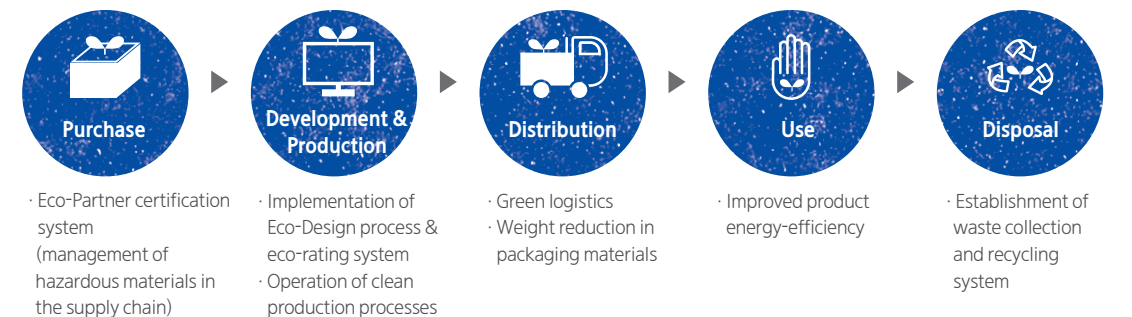 Purchase
· Eco-Partner certification
system
(management of
hazardous materials in
the supply chain)
Development &
Production
· Implementation of
Eco-Design process &
eco-rating system
· Operation of clean
production processes
Distribution
· Green logistics
· Weight reduction in
packaging materials
Use
· Improved product
energy-efficiency
Disposal
· Establishment of
waste collection
and recycling
system